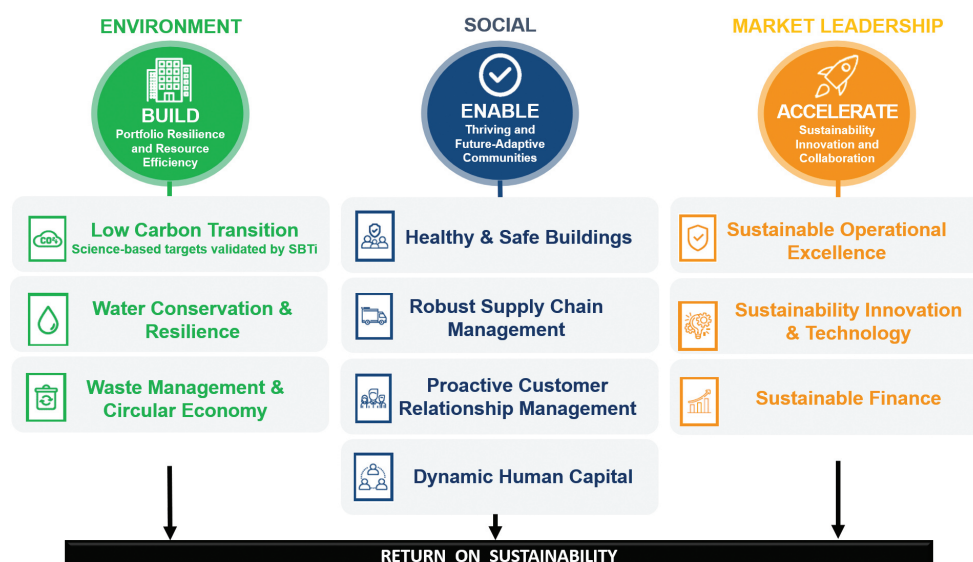 ENVIRONMENT
BUILD
Portfolio Resilience
and Resource
Efficiency
Low Carbon Transition
Science-based targets validated by SBTi
Water Conservation &
Resilience
Waste Management &
Circular Economy
SOCIAL
ENABLE
Thriving and
Future-Adaptive
Communities
Healthy & Safe Buildings
Robust Supply Chain
Management
Proactive Customer
Relationship Management
Dynamic Human Capital
MARKET LEADERSHIP
ACCELERATE
Sustainability
Innovation and
Collaboration
Sustainable Operational
Excellence
Sustainability Innovation
& Technology
Sustainable Finance
RETURN ON SUSTAINABILITY